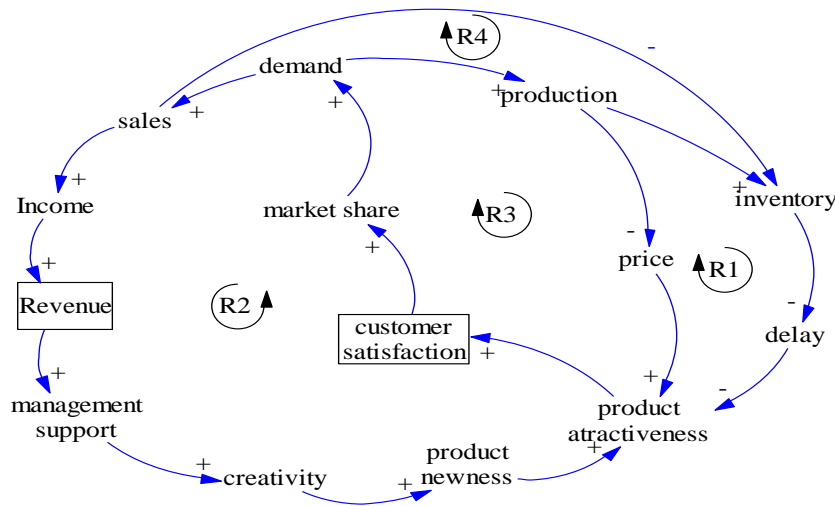 R4
-
demand
+
+
production
sales
+
+
Income
market share
R3
+
inventory
+
-
price
R1
+
Revenue
R2
-
customer
satisfaction
delay
+
+
+
-
management
support
product
atractiveness
+
creativity
+
product
newness
+